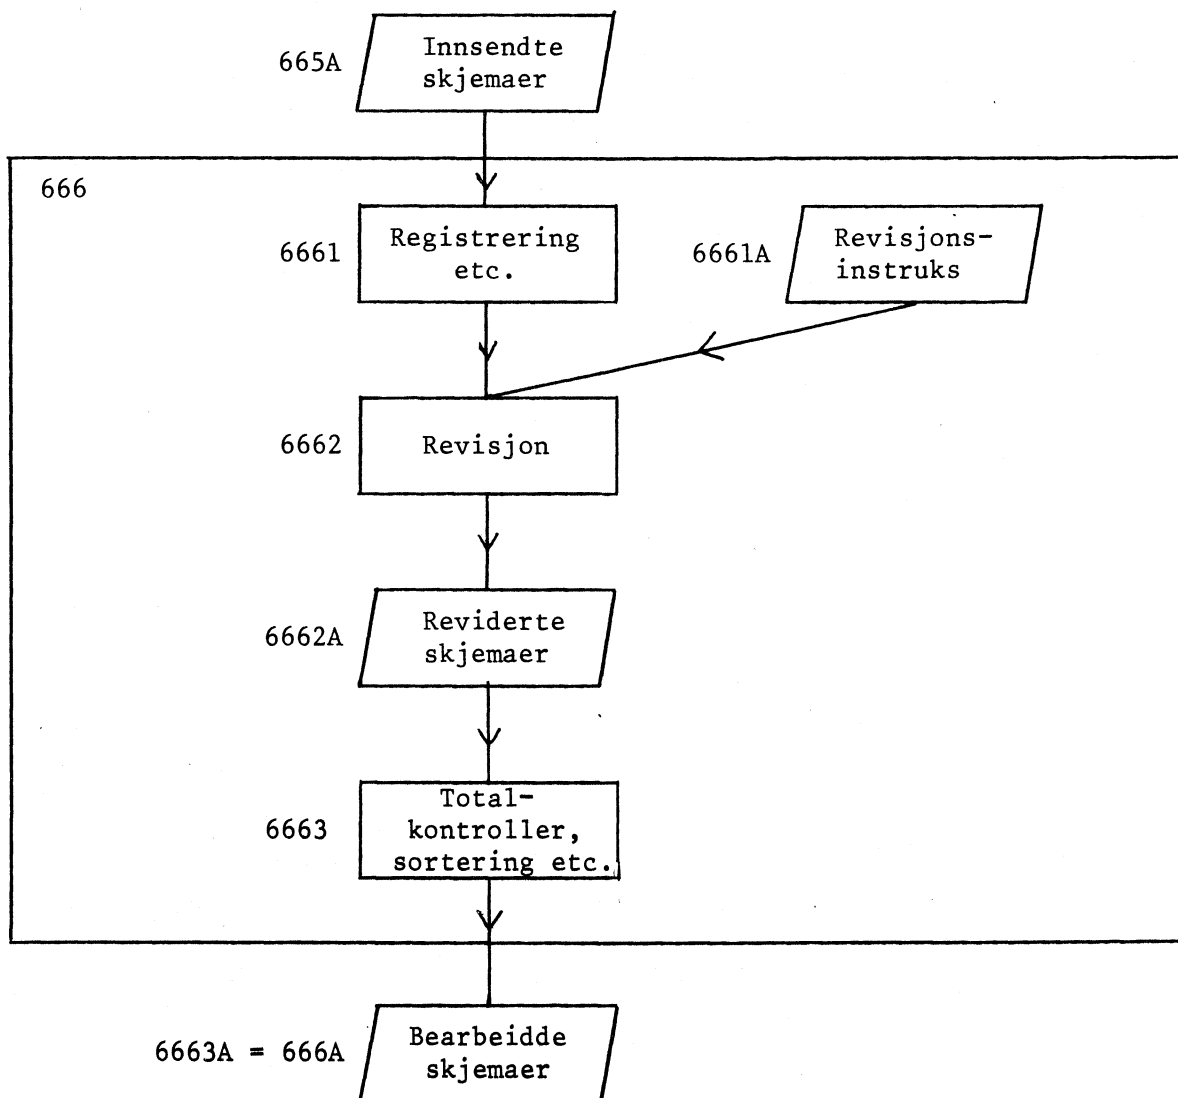 Innsendte
665A
skjemaer
666
Registrering
6661
etc.
Revisjons-
6661A
instruks
6662
Revisjon
Reviderte
6662A
skjemaer
Total-
6663
kontroller,
sortering etc.
Bearbeidde
6663A = 666A
skjemaer